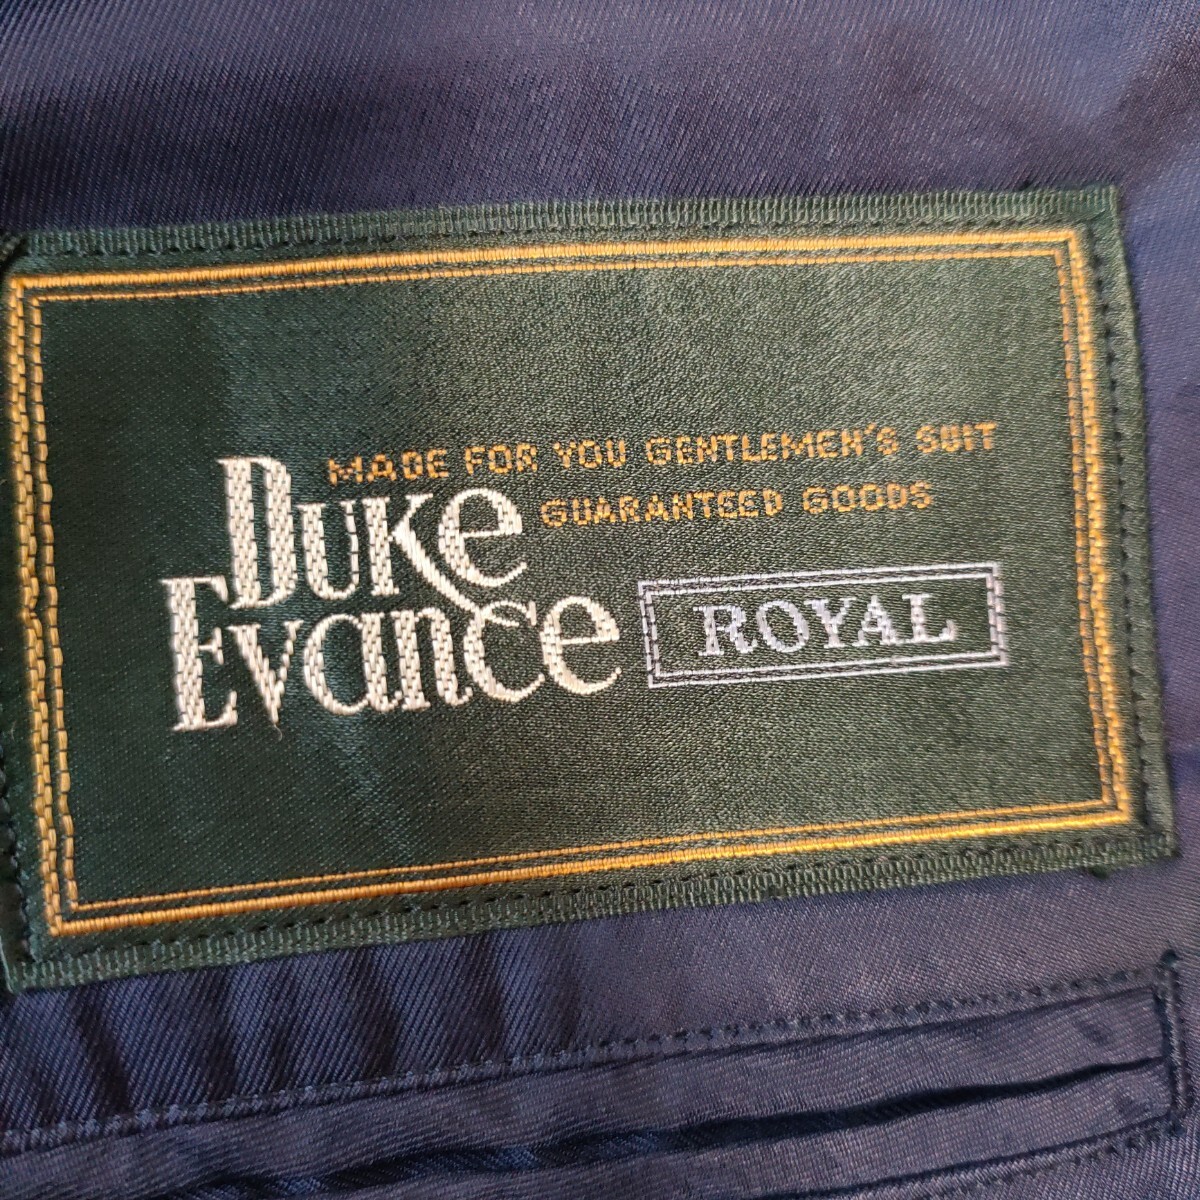 MADE FOR YOU GENTLEMEN'S SUIT
GUARANTEED GOODS
Duke
Evance
ROYAL